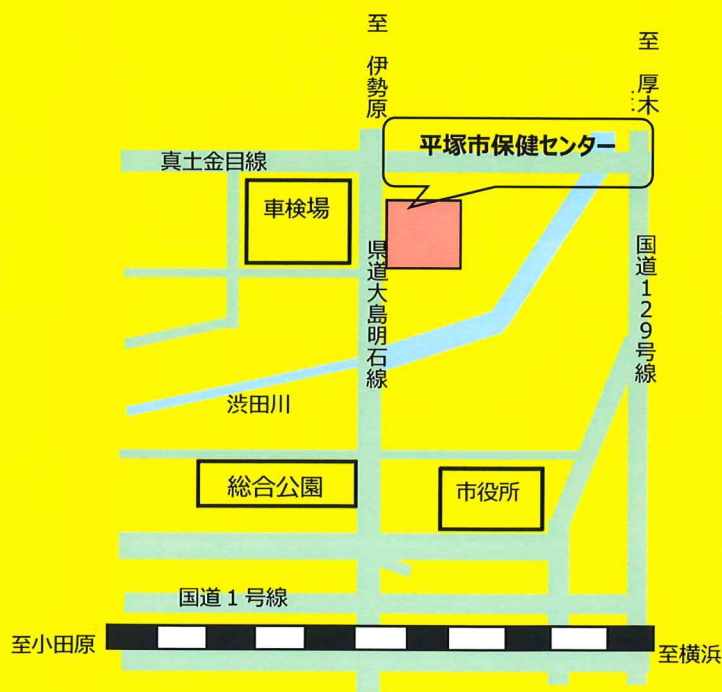 至 伊勢原
至 厚木
平塚市保健センター
真土金目線
車検場
県道大島明石線
国道129号線
渋田川
総合公園
市役所
国道1号線
至小田原
至横浜